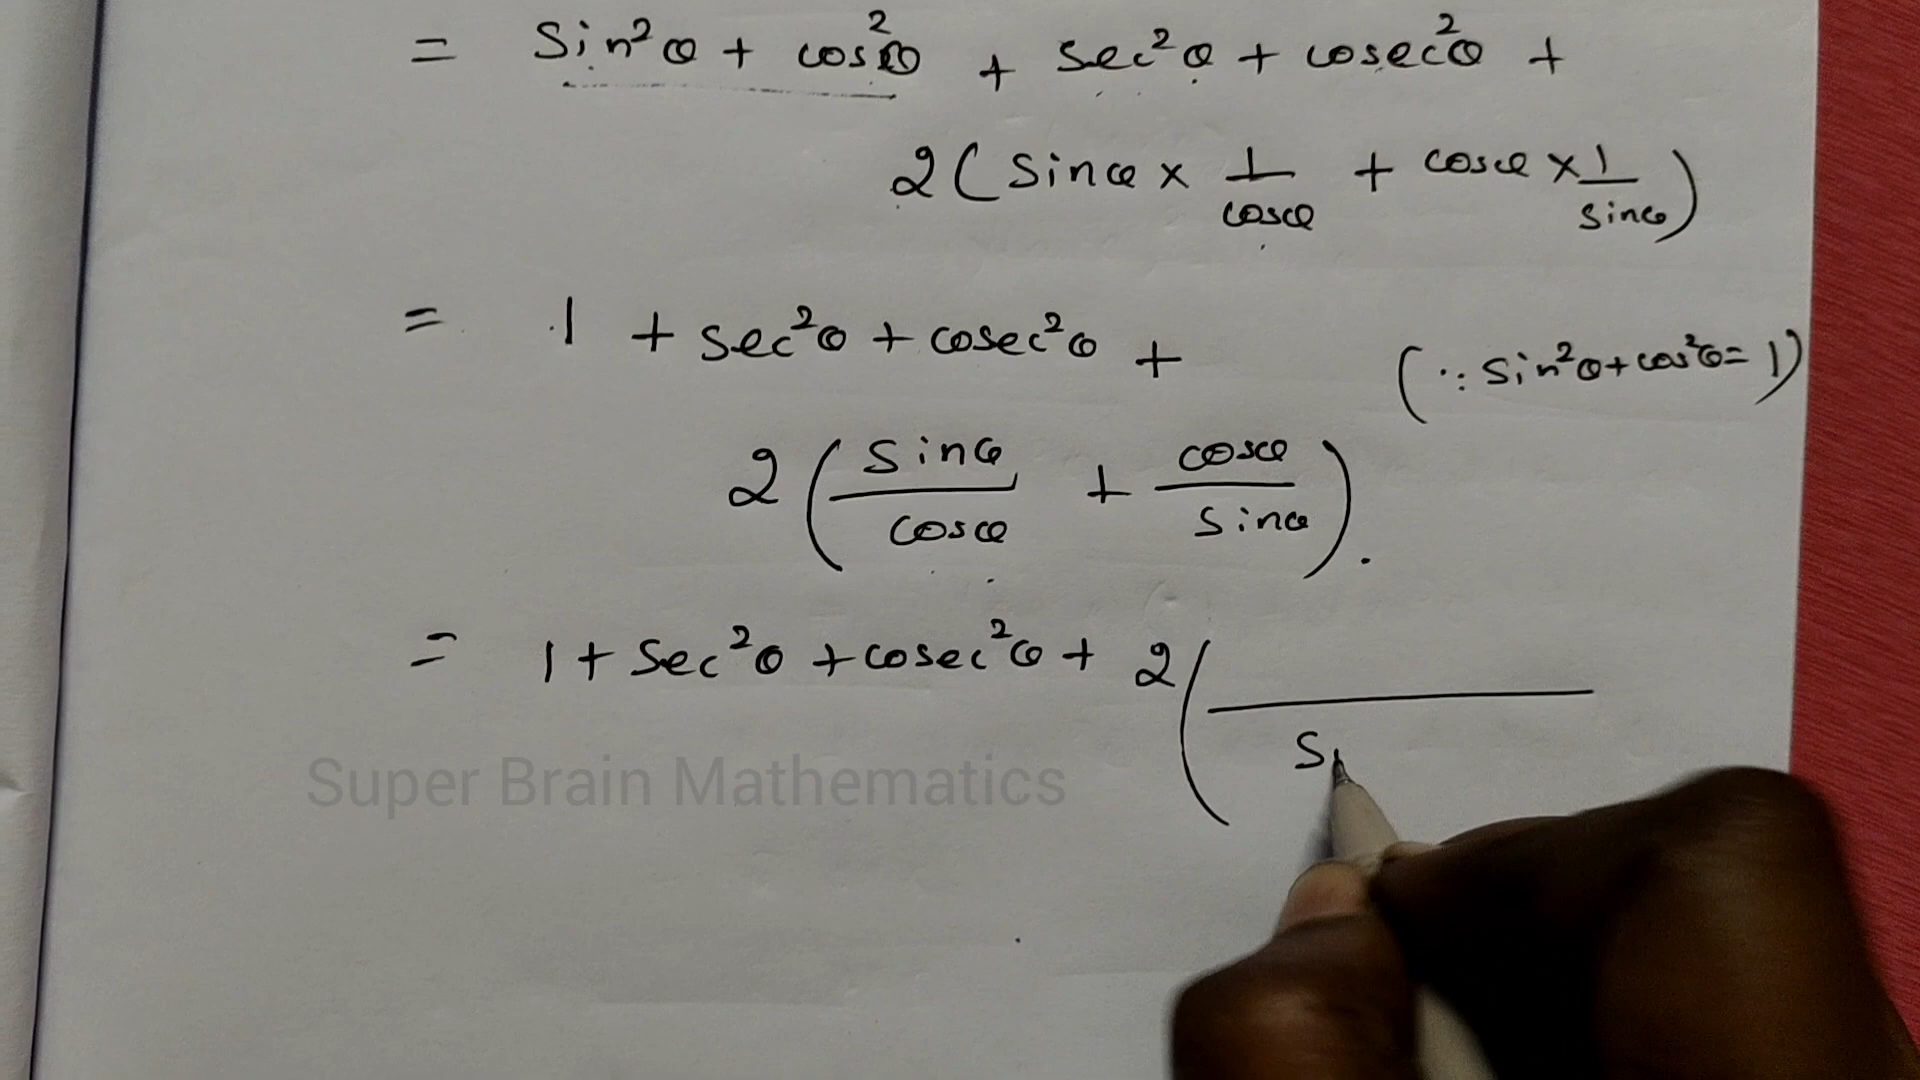 = Sin²θ + cos²θ + sec²θ + cosec²θ +
2 ( sinθ × 1/cosθ + cosθ × 1/sinθ )
= 1 + sec²θ + cosec²θ + (∵ sin²θ + cos²θ = 1)
2 ( sinθ/cosθ + cosθ/sinθ ).
= 1 + sec²θ + cosec²θ + 2 (
Si
Super Brain Mathematics